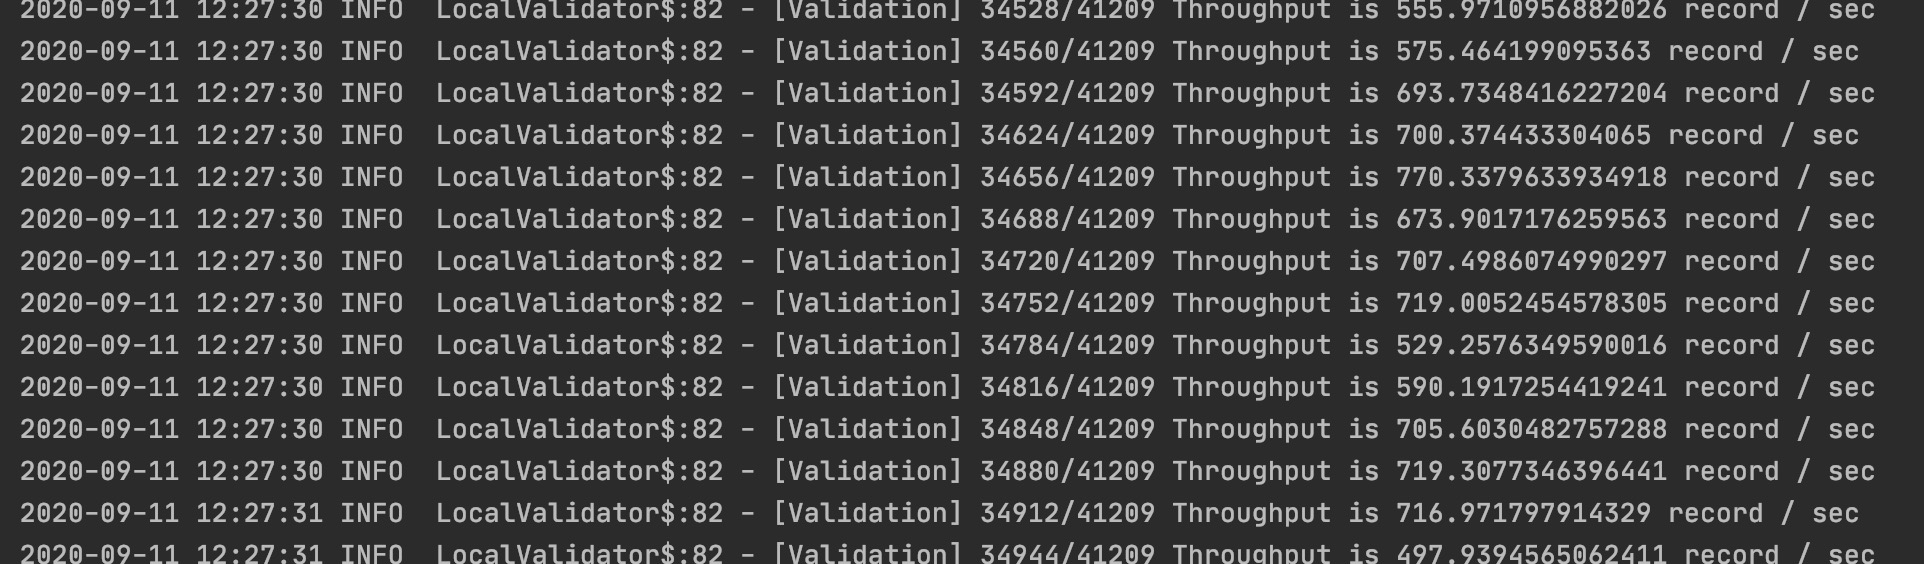 2020-09-11 12:27:30 INFO  LocalValidator$:82 - [Validation] 34528/41209 Throughput is 555.9710956882026 record / sec
2020-09-11 12:27:30 INFO  LocalValidator$:82 - [Validation] 34560/41209 Throughput is 575.464199095363 record / sec
2020-09-11 12:27:30 INFO  LocalValidator$:82 - [Validation] 34592/41209 Throughput is 693.7348416227204 record / sec
2020-09-11 12:27:30 INFO  LocalValidator$:82 - [Validation] 34624/41209 Throughput is 700.374433304065 record / sec
2020-09-11 12:27:30 INFO  LocalValidator$:82 - [Validation] 34656/41209 Throughput is 770.3379633934918 record / sec
2020-09-11 12:27:30 INFO  LocalValidator$:82 - [Validation] 34688/41209 Throughput is 673.9017176259563 record / sec
2020-09-11 12:27:30 INFO  LocalValidator$:82 - [Validation] 34720/41209 Throughput is 707.4986074990297 record / sec
2020-09-11 12:27:30 INFO  LocalValidator$:82 - [Validation] 34752/41209 Throughput is 719.0052454578305 record / sec
2020-09-11 12:27:30 INFO  LocalValidator$:82 - [Validation] 34784/41209 Throughput is 529.2576349590016 record / sec
2020-09-11 12:27:30 INFO  LocalValidator$:82 - [Validation] 34816/41209 Throughput is 590.1917254419241 record / sec
2020-09-11 12:27:30 INFO  LocalValidator$:82 - [Validation] 34848/41209 Throughput is 705.6030482757288 record / sec
2020-09-11 12:27:30 INFO  LocalValidator$:82 - [Validation] 34880/41209 Throughput is 719.3077346396441 record / sec
2020-09-11 12:27:31 INFO  LocalValidator$:82 - [Validation] 34912/41209 Throughput is 716.971797914329 record / sec
2020-09-11 12:27:31 INFO  LocalValidator$:82 - [Validation] 34944/41209 Throughput is 497.9394565062411 record / sec